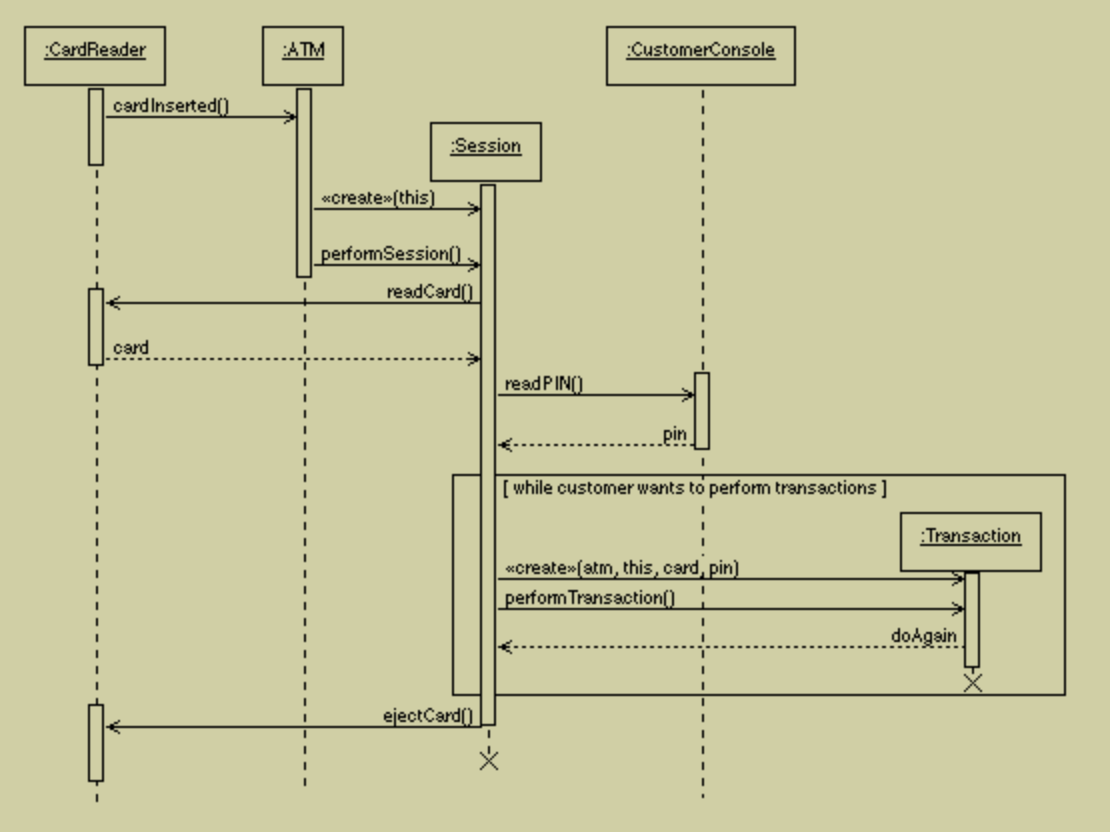 :CardReader
:ATM
:CustomerConsole
cardInserted()
:Session
«create»(this)
performSession()
readCard()
card
readPIN()
pin
[ while customer wants to perform transactions ]
:Transaction
«create»(atm, this, card, pin)
performTransaction()
doAgain
ejectCard()